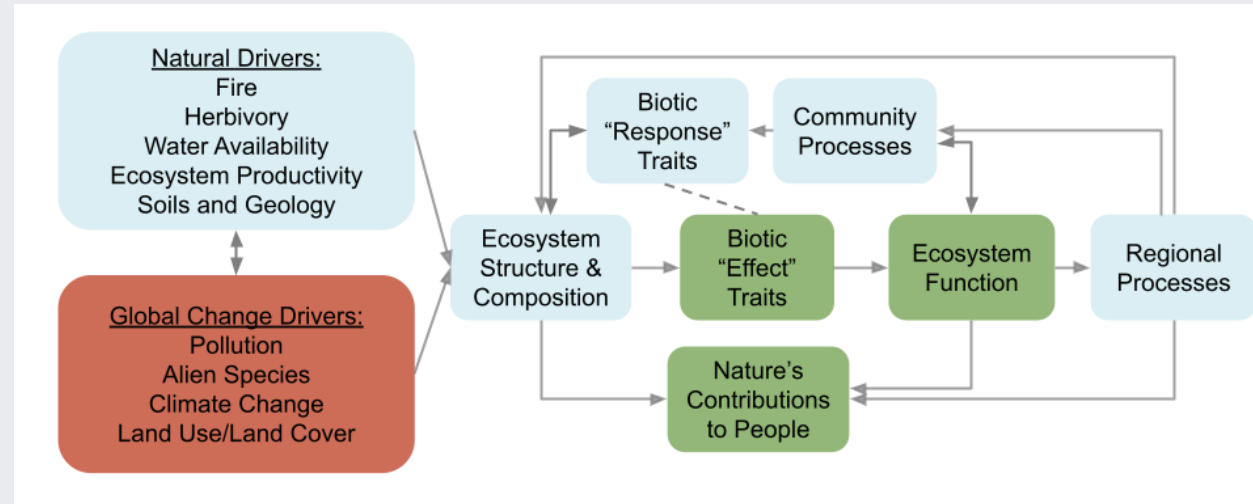 Natural Drivers:
Fire
Herbivory
Water Availability
Ecosystem Productivity
Soils and Geology
Global Change Drivers:
Pollution
Alien Species
Climate Change
Land Use/Land Cover
Ecosystem
Structure &
Composition
Biotic
“Response”
Traits
Community
Processes
Biotic
“Effect”
Traits
Ecosystem
Function
Regional
Processes
Nature’s
Contributions
to People